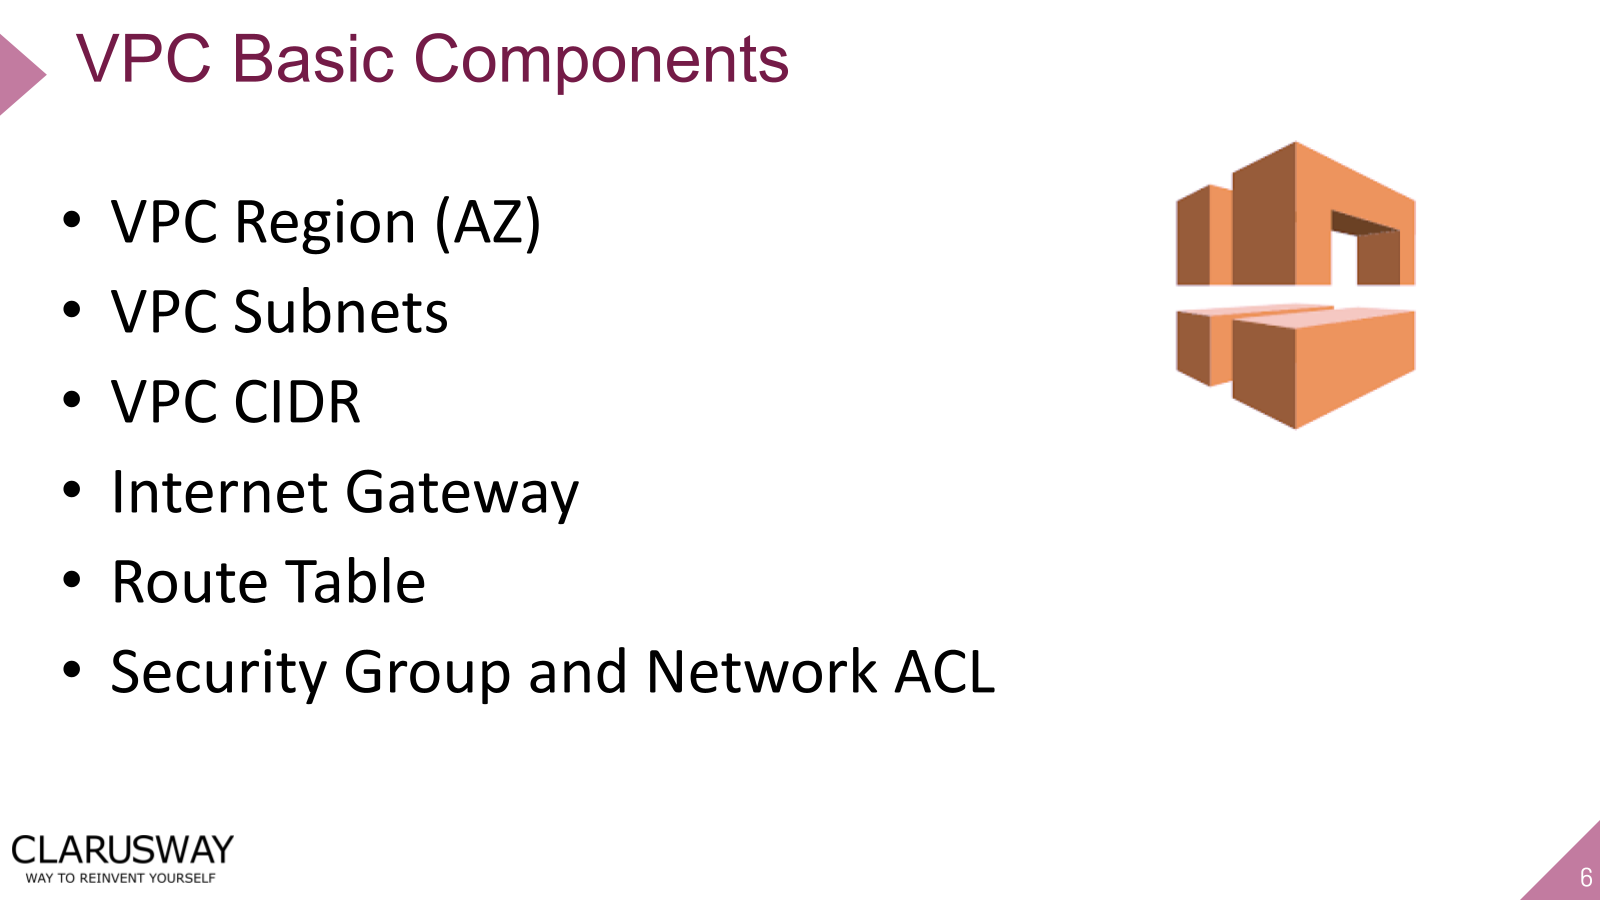 VPC Basic Components
• VPC Region (AZ)
• VPC Subnets
• VPC CIDR
• Internet Gateway
• Route Table
• Security Group and Network ACL
CLARUSWAY
WAY TO REINVENT YOURSELF
6